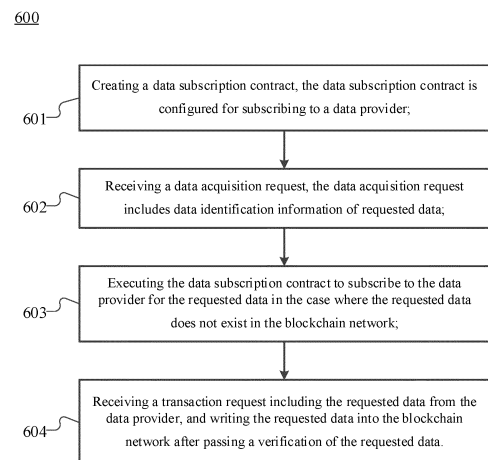 600
601
Creating a data subscription contract, the data subscription contract is
configured for subscribing to a data provider;
602
Receiving a data acquisition request, the data acquisition request
includes data identification information of requested data;
603
Executing the data subscription contract to subscribe to the data
provider for the requested data in the case where the requested data
does not exist in the blockchain network;
604
Receiving a transaction request including the requested data from the
data provider, and writing the requested data into the blockchain
network after passing a verification of the requested data.